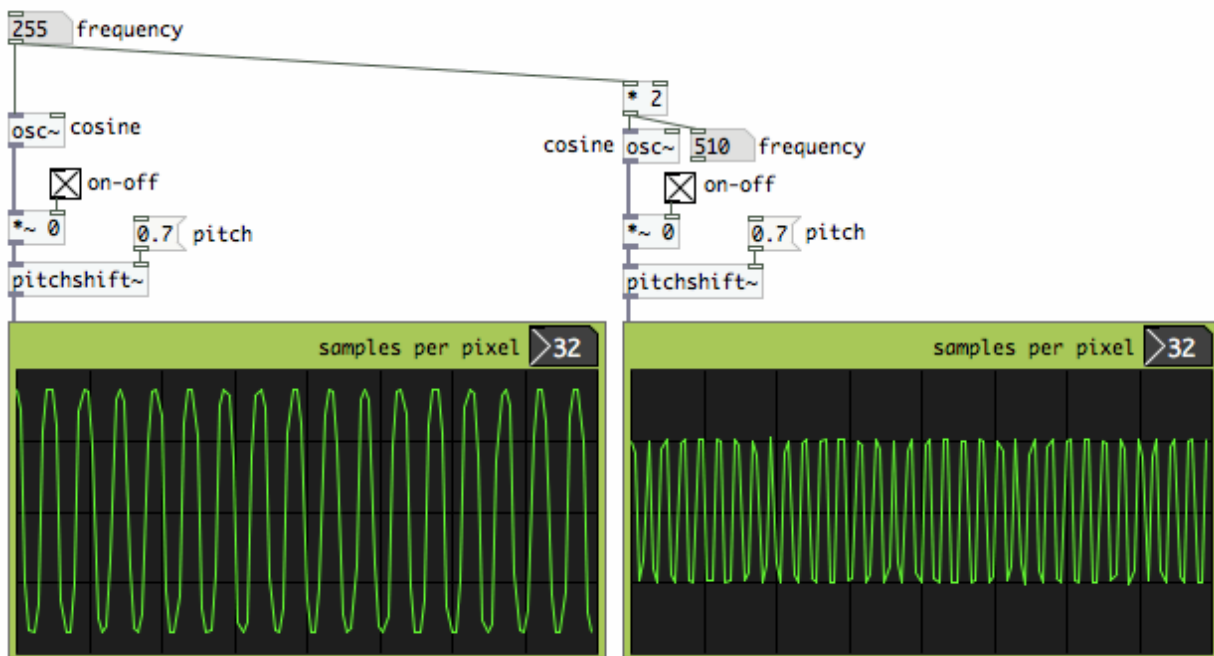 255 frequency
* 2
osc~ cosine
cosine osc~ 510 frequency
on-off
on-off
*~ 0 0.7 pitch
*~ 0 0.7 pitch
pitchshift~
pitchshift~
samples per pixel 32
samples per pixel 32